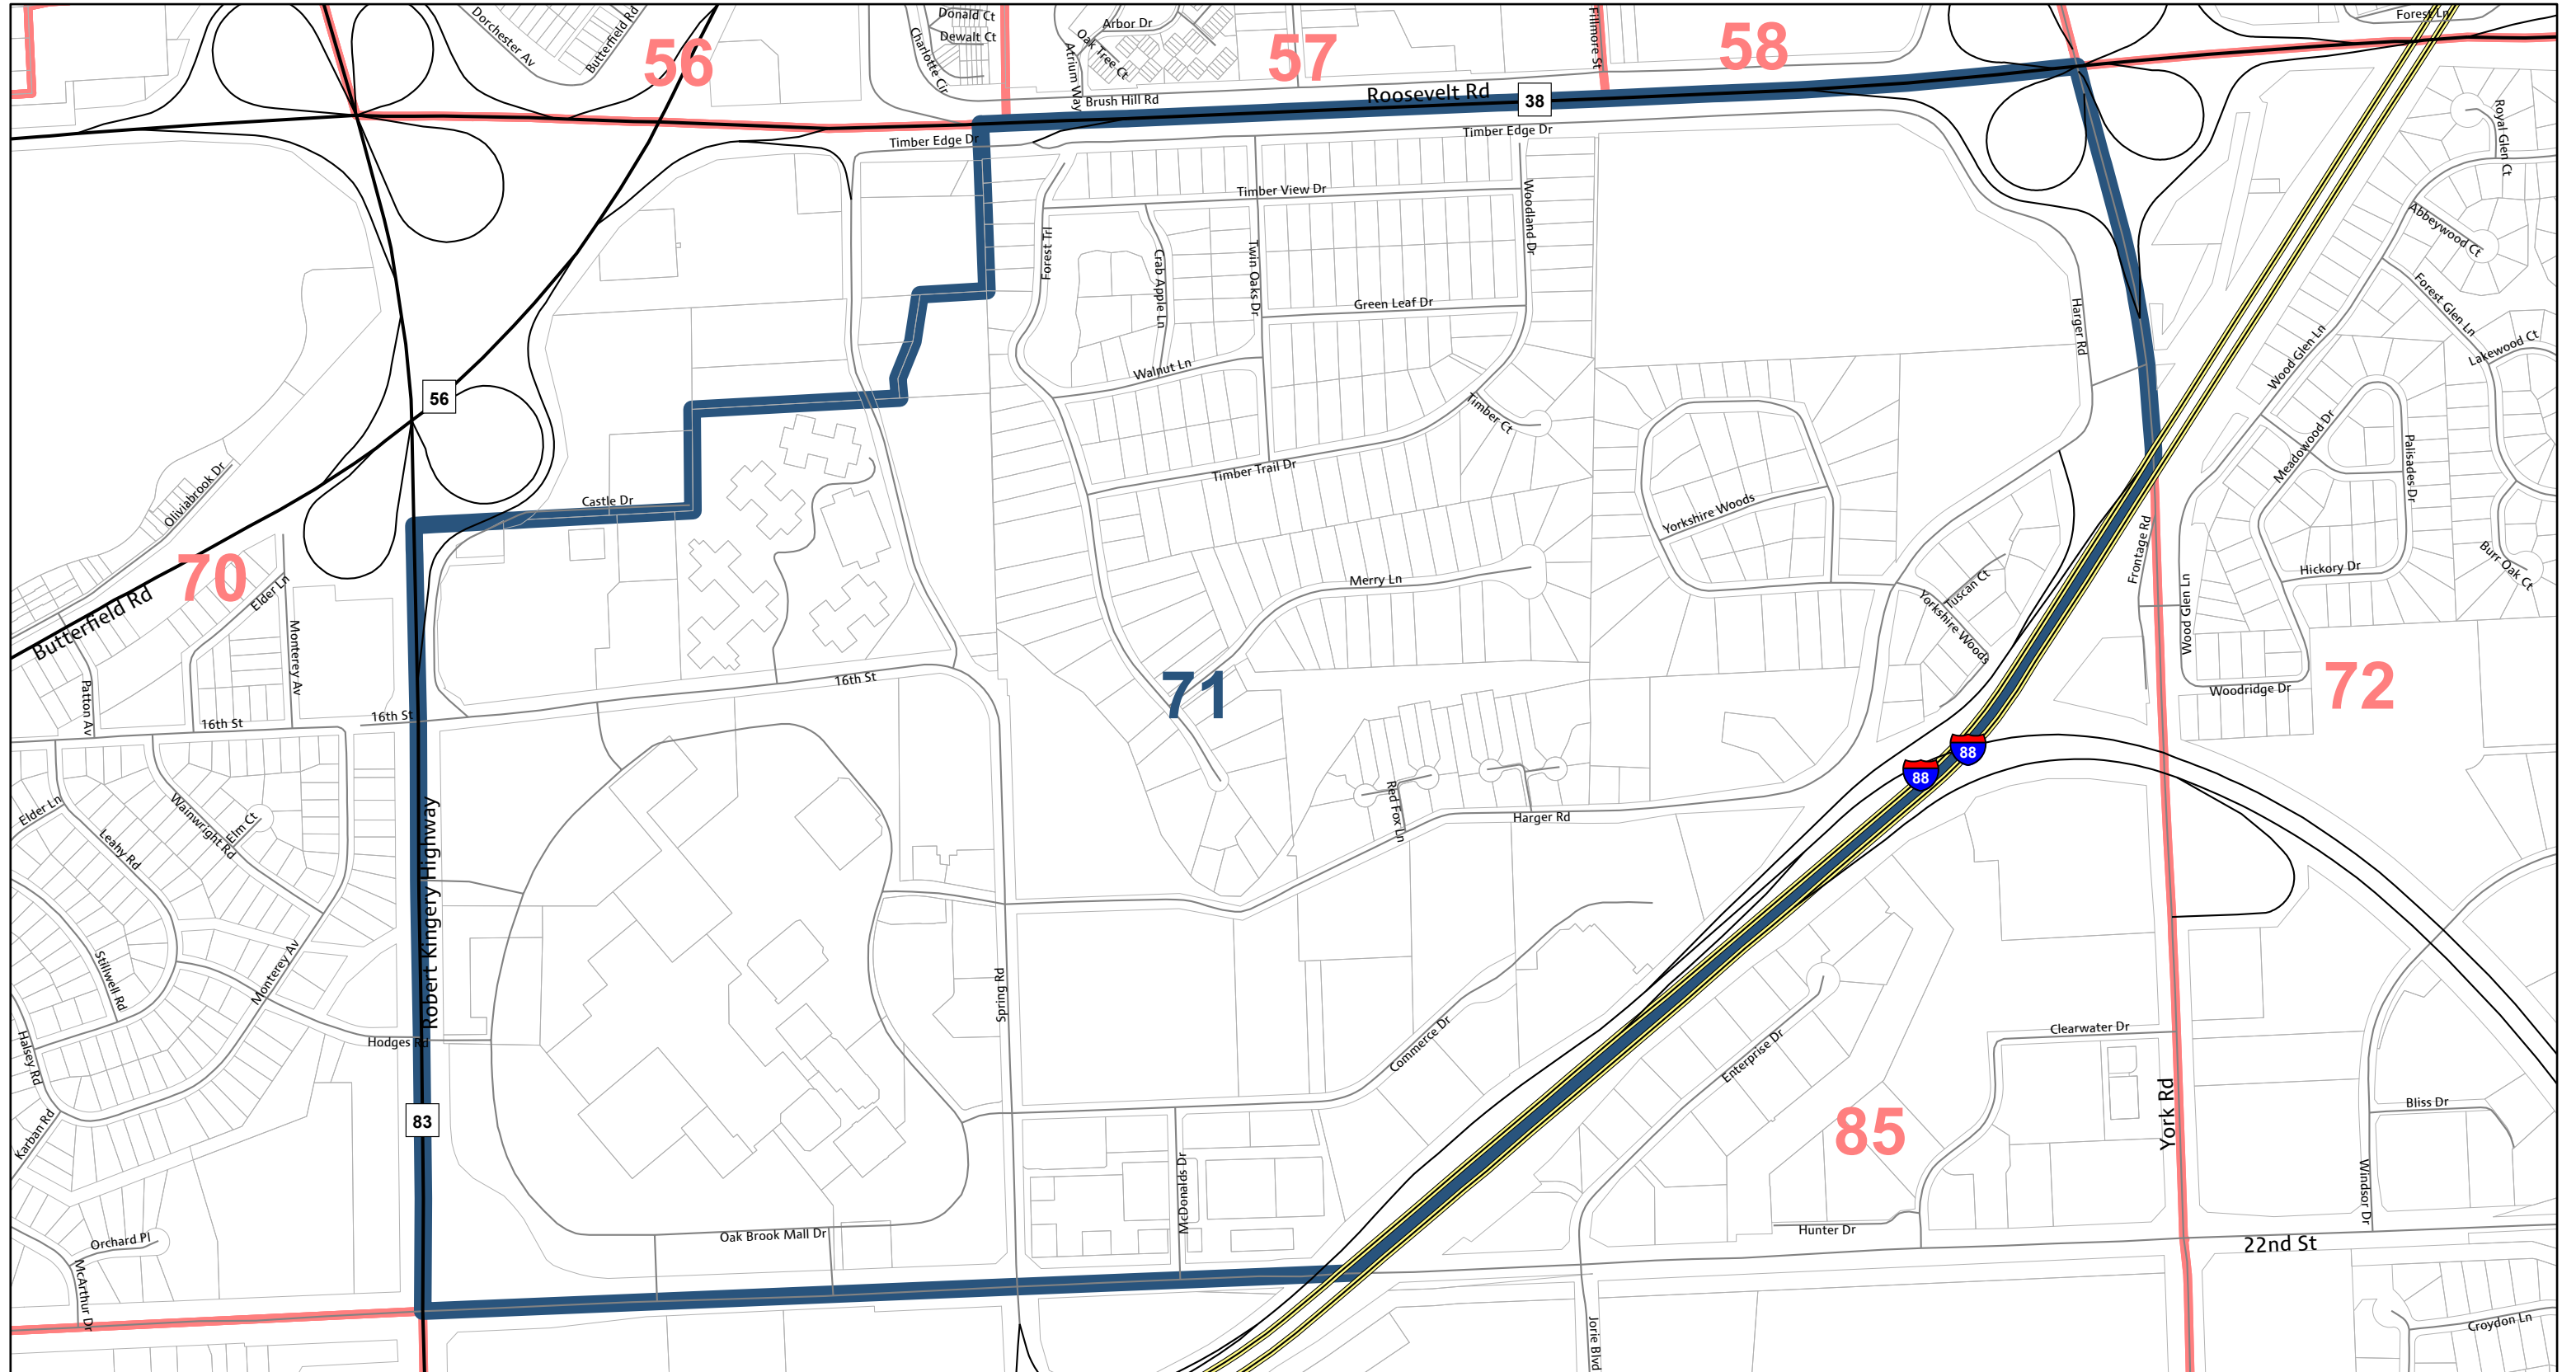 Dorchester Av
Butterfield Rd
56
Charlotte Cir
Donald Ct
Dewalt Ct
Arbor Dr
Oak Tree Ct
Atrium Way
57
Fillmore St
58
Forest Ln
Brush Hill Rd
Roosevelt Rd
38
Timber Edge Dr
Timber Edge Dr
Royal Glen Ct
Timber View Dr
Woodland Dr
Forest Trl
Crab Apple Ln
Twin Oaks Dr
Abbeywood Ct
Green Leaf Dr
Harger Rd
Forest Glen Ln
Wood Glen Ln
Lakewood Ct
Walnut Ln
56
Timber Ct
Meadowood Dr
Palisades Dr
Timber Trail Dr
Oliviabrook Dr
Castle Dr
Yorkshire Woods
Frontage Rd
70
Butterfield Rd
Elder Ln
Merry Ln
Tuscan Ct
Yorkshire Woods
Hickory Dr
Burr Oak Ct
Wood Glen Ln
Monterey Av
Patton Av
16th St
16th St
16th St
71
Woodridge Dr
72
88
88
Elder Ln
Leahy Rd
Wainwright Rd
Elm Ct
Robert Kingery Highway
Red Fox Ln
Harger Rd
Stillwell Rd
Monterey Av
Spring Rd
Halsey Rd
Hodges Rd
Commerce Dr
Enterprise Dr
Clearwater Dr
Karban Rd
83
85
York Rd
Bliss Dr
McDonalds Dr
Windsor Dr
Orchard Pl
Oak Brook Mall Dr
Hunter Dr
22nd St
McArthur Dr
Jorie Blvd
Croydon Ln